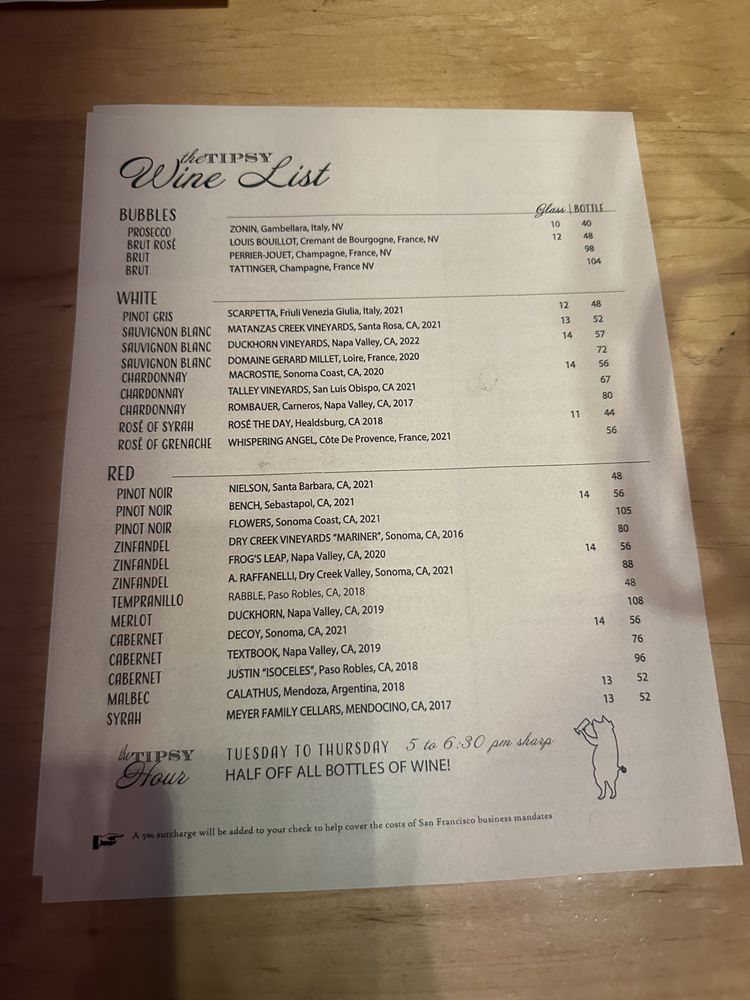 the TIPSY
Wine List
Glass | BOTTLE
BUBBLES
PROSECCO ZONIN, Gambellara, Italy, NV 10 40
BRUT ROSÉ LOUIS BOUILLOT, Cremant de Bourgogne, France, NV 12 48
BRUT PERRIER-JOUET, Champagne, France, NV 98
BRUT TATTINGER, Champagne, France NV 104
WHITE
PINOT GRIS SCARPETTA, Friuli Venezia Giulia, Italy, 2021 12 48
SAUVIGNON BLANC MATANZAS CREEK VINEYARDS, Santa Rosa, CA, 2021 13 52
SAUVIGNON BLANC DUCKHORN VINEYARDS, Napa Valley, CA, 2022 14 57
SAUVIGNON BLANC DOMAINE GERARD MILLET, Loire, France, 2020 72
CHARDONNAY MACROSTIE, Sonoma Coast, CA, 2020 14 56
CHARDONNAY TALLEY VINEYARDS, San Luis Obispo, CA 2021 67
CHARDONNAY ROMBAUER, Carneros, Napa Valley, CA, 2017 80
ROSÉ OF SYRAH ROSÉ THE DAY, Healdsburg, CA 2018 11 44
ROSÉ OF GRENACHE WHISPERING ANGEL, Côte De Provence, France, 2021 56
RED
PINOT NOIR NIELSON, Santa Barbara, CA, 2021 48
PINOT NOIR BENCH, Sebastapol, CA, 2021 14 56
PINOT NOIR FLOWERS, Sonoma Coast, CA, 2021 105
ZINFANDEL DRY CREEK VINEYARDS "MARINER", Sonoma, CA, 2016 80
ZINFANDEL FROG'S LEAP, Napa Valley, CA, 2020 14 56
ZINFANDEL A. RAFFANELLI, Dry Creek Valley, Sonoma, CA, 2021 88
TEMPRANILLO RABBLE, Paso Robles, CA, 2018 48
MERLOT DUCKHORN, Napa Valley, CA, 2019 108
CABERNET DECOY, Sonoma, CA, 2021 14 56
CABERNET TEXTBOOK, Napa Valley, CA, 2019 76
CABERNET JUSTIN "ISOCELES", Paso Robles, CA, 2018 96
MALBEC CALATHUS, Mendoza, Argentina, 2018 13 52
SYRAH MEYER FAMILY CELLARS, MENDOCINO, CA, 2017 13 52
the TIPSY
Hour
TUESDAY TO THURSDAY 5 to 6:30 pm sharp
HALF OFF ALL BOTTLES OF WINE!
A 5% surcharge will be added to your check to help cover the costs of San Francisco business mandates